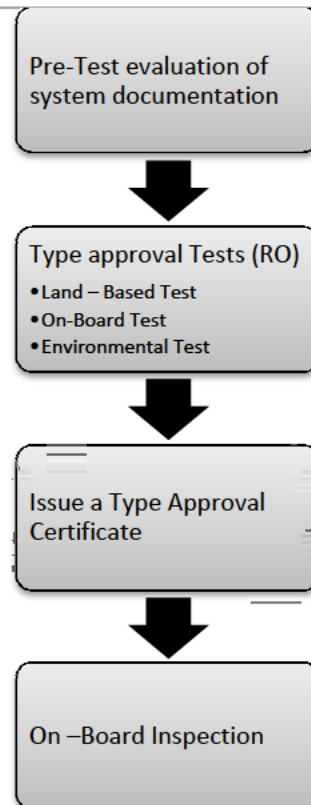 Pre-Test evaluation of
system documentation
Type approval Tests (RO)
•Land – Based Test
•On-Board Test
•Environmental Test
Issue a Type Approval
Certificate
On –Board Inspection